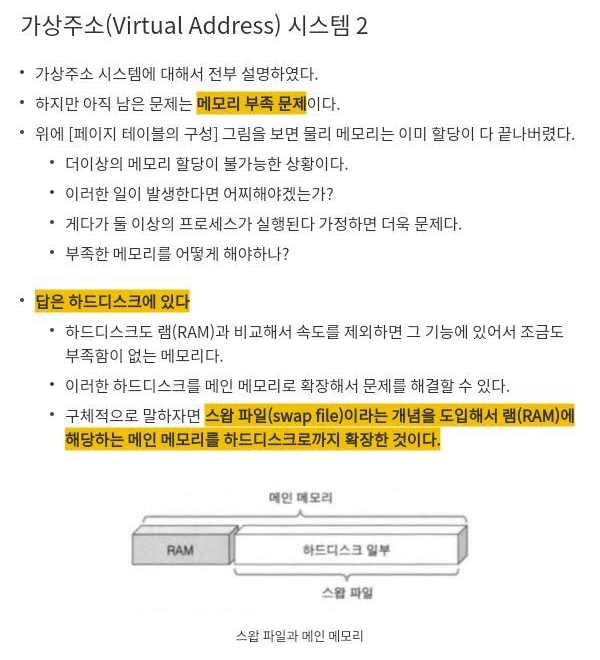 가상주소(Virtual Address) 시스템 2
• 가상주소 시스템에 대해서 전부 설명하였다.
• 하지만 아직 남은 문제는 메모리 부족 문제이다.
• 위에 [페이지 테이블의 구성] 그림을 보면 물리 메모리는 이미 할당이 다 끝나버렸다.
• 더이상의 메모리 할당이 불가능한 상황이다.
• 이러한 일이 발생한다면 어찌해야겠는가?
• 게다가 둘 이상의 프로세스가 실행된다 가정하면 더욱 문제다.
• 부족한 메모리를 어떻게 해야하나?
• 답은 하드디스크에 있다
• 하드디스크도 램(RAM)과 비교해서 속도를 제외하면 그 기능에 있어서 조금도
부족함이 없는 메모리다.
• 이러한 하드디스크를 메인 메모리로 확장해서 문제를 해결할 수 있다.
• 구체적으로 말하자면 스왑 파일(swap file)이라는 개념을 도입해서 램(RAM)에
해당하는 메인 메모리를 하드디스크로까지 확장한 것이다.
메인 메모리
RAM
하드디스크 일부
스왑 파일
스왑 파일과 메인 메모리